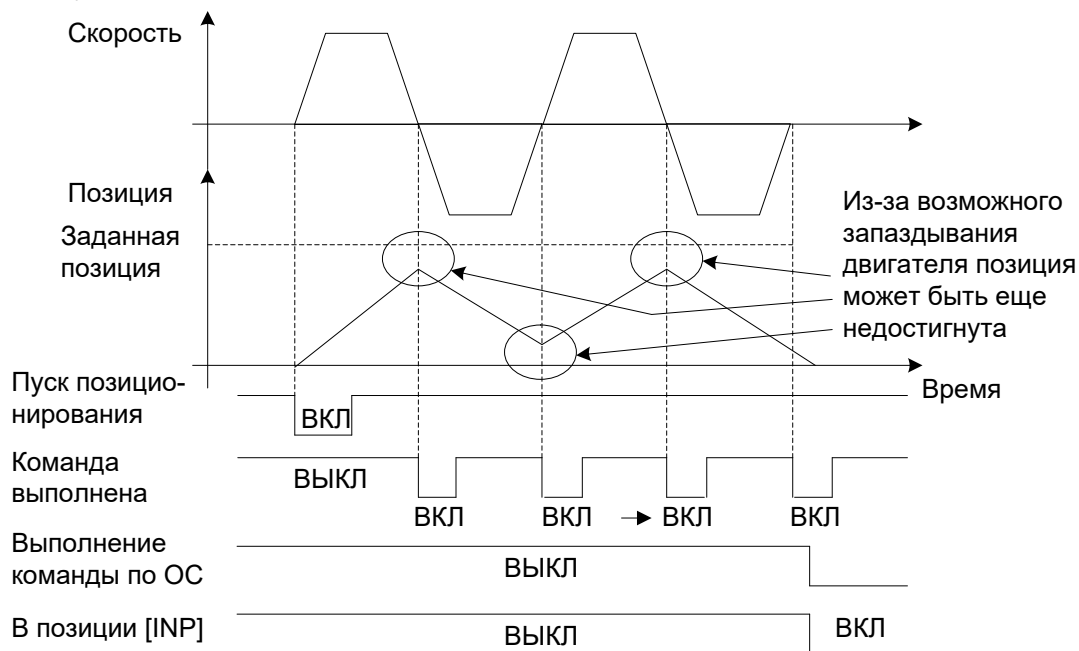 Скорость
Позиция
Заданная
позиция
Из-за возможного
запаздывания
двигателя позиция
может быть еще
недостигнута
Время
Пуск позицио-
нирования
ВКЛ
Команда
выполнена
ВЫКЛ
ВКЛ ВКЛ ВКЛ ВКЛ
Выполнение
команды по ОС
ВЫКЛ
В позиции [INP]
ВЫКЛ
ВКЛ